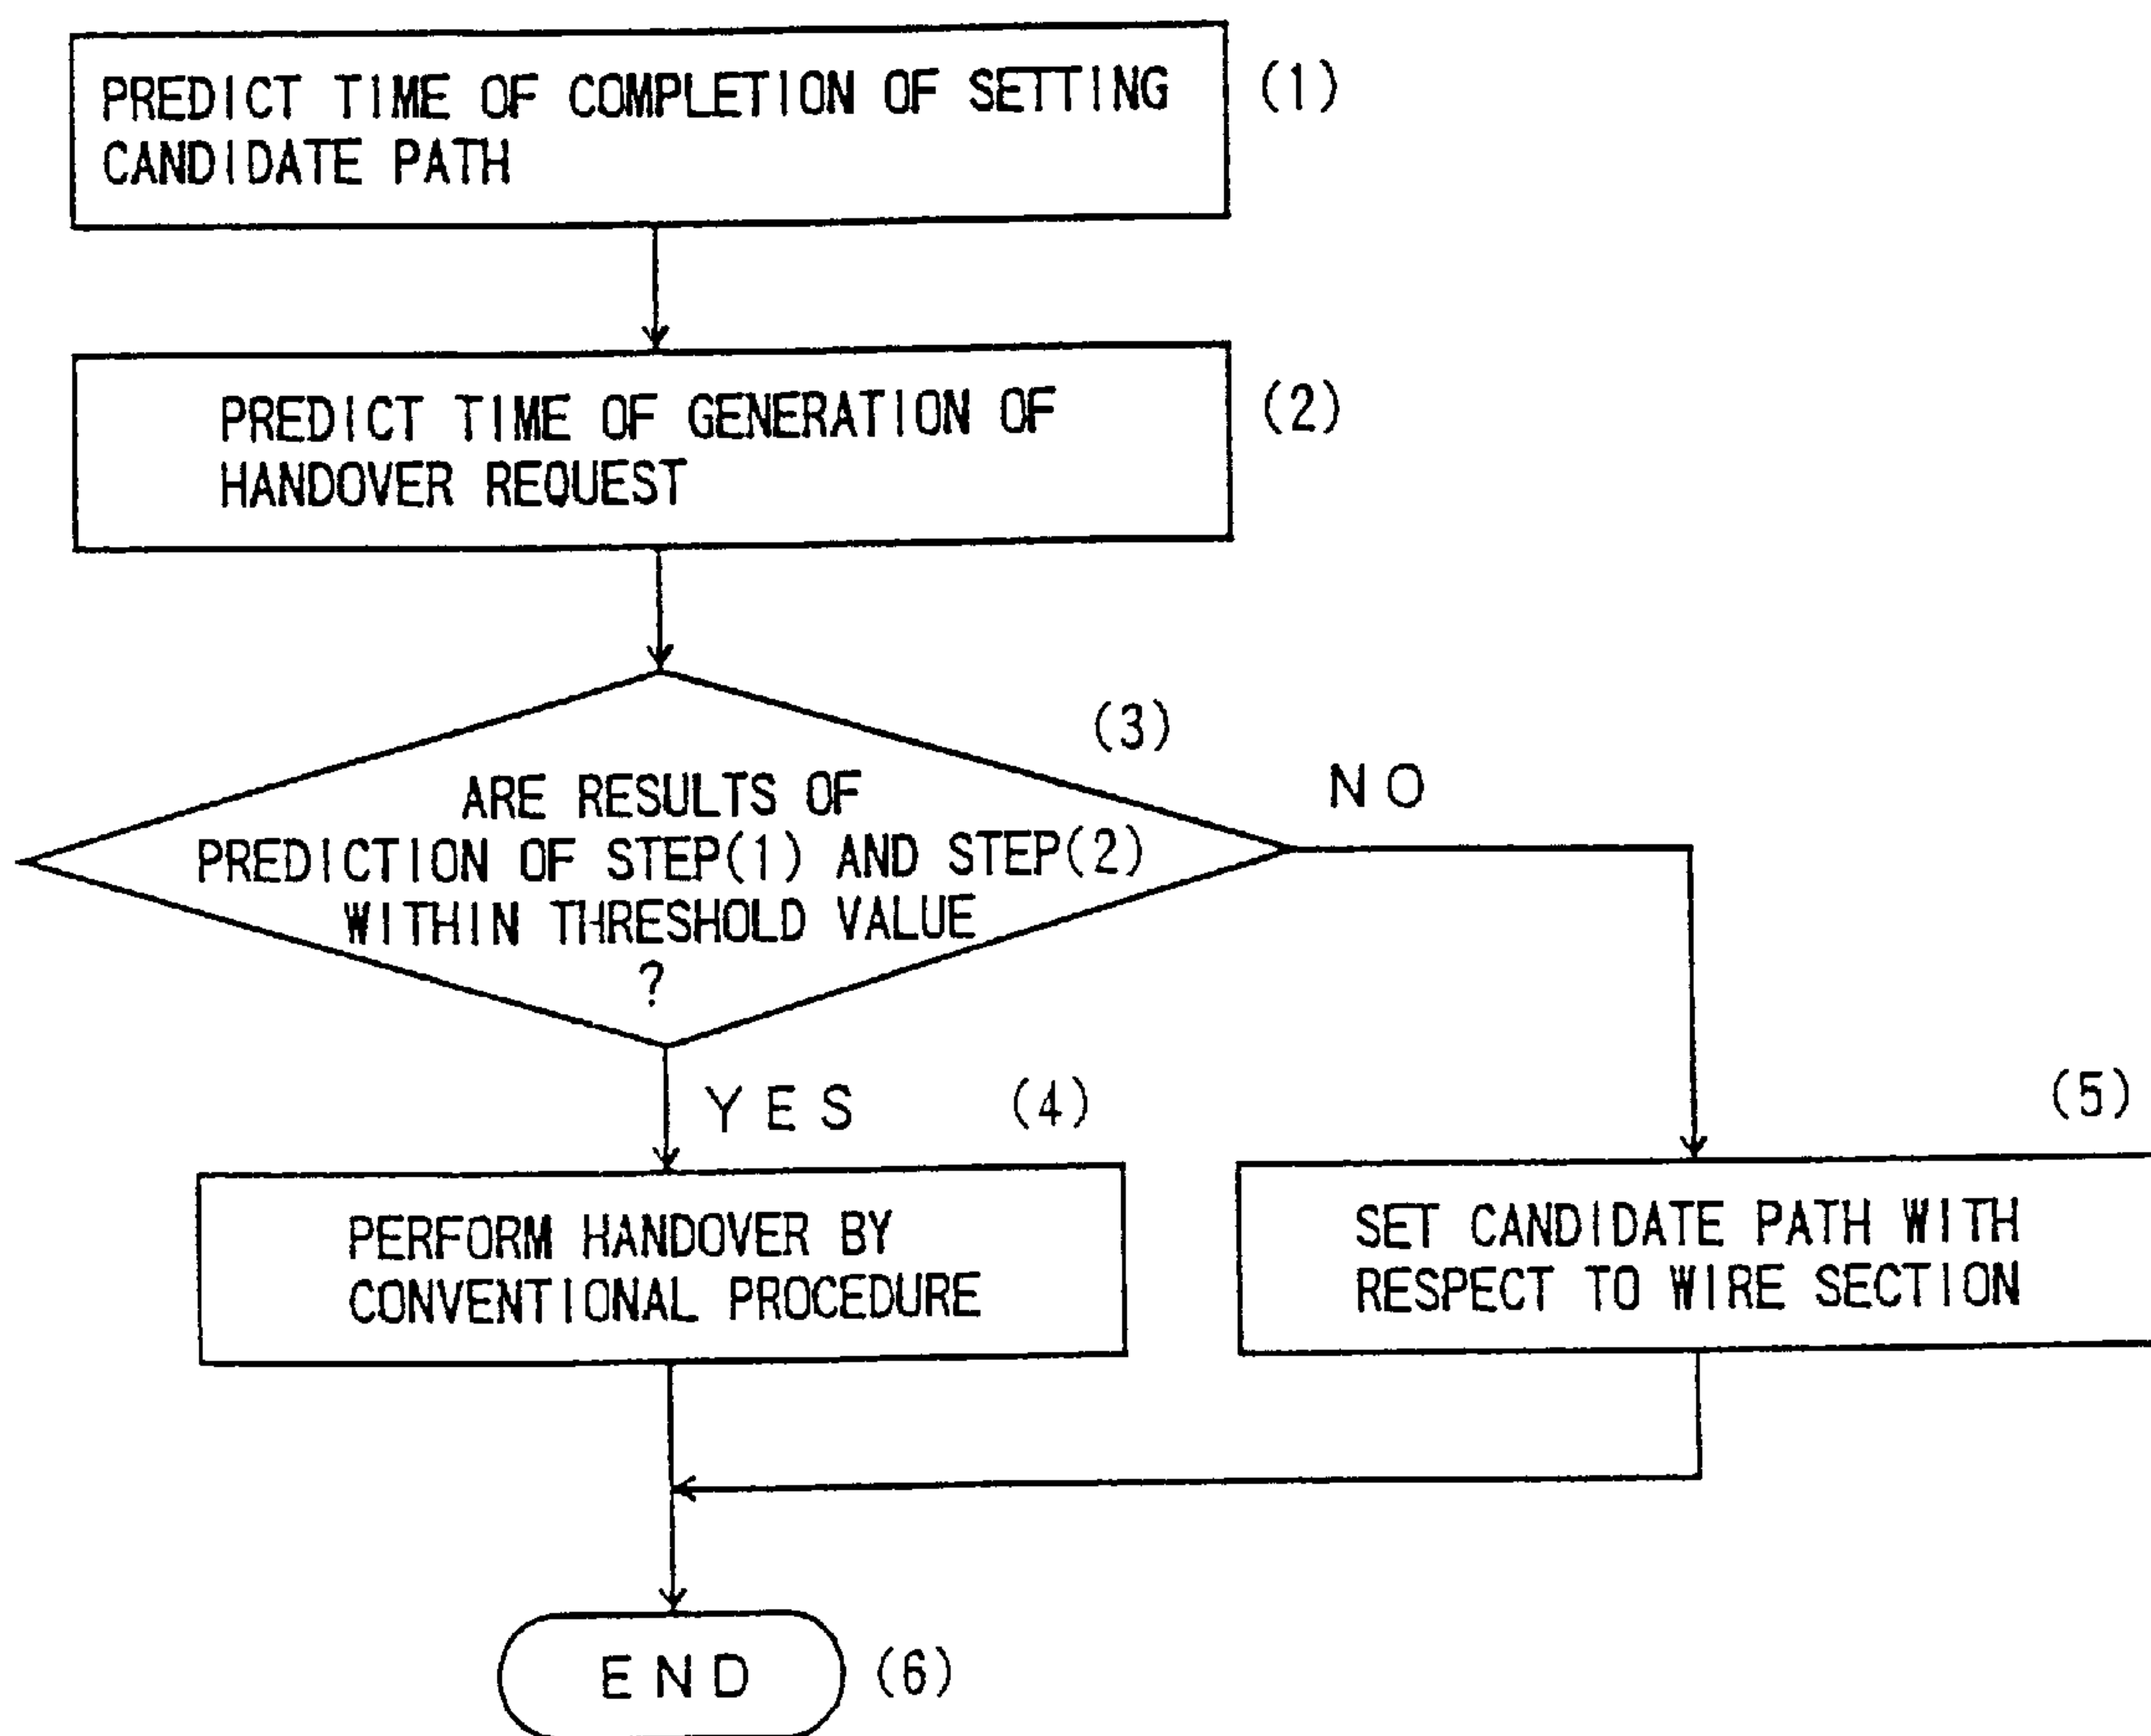 PREDICT TIME OF COMPLETION OF SETTING
CANDIDATE PATH
(1)
PREDICT TIME OF GENERATION OF
HANDOVER REQUEST
(2)
(3)
ARE RESULTS OF
PREDICTION OF STEP(1) AND STEP(2)
WITHIN THRESHOLD VALUE
?
NO
YES
(4)
(5)
PERFORM HANDOVER BY
CONVENTIONAL PROCEDURE
SET CANDIDATE PATH WITH
RESPECT TO WIRE SECTION
END
(6)